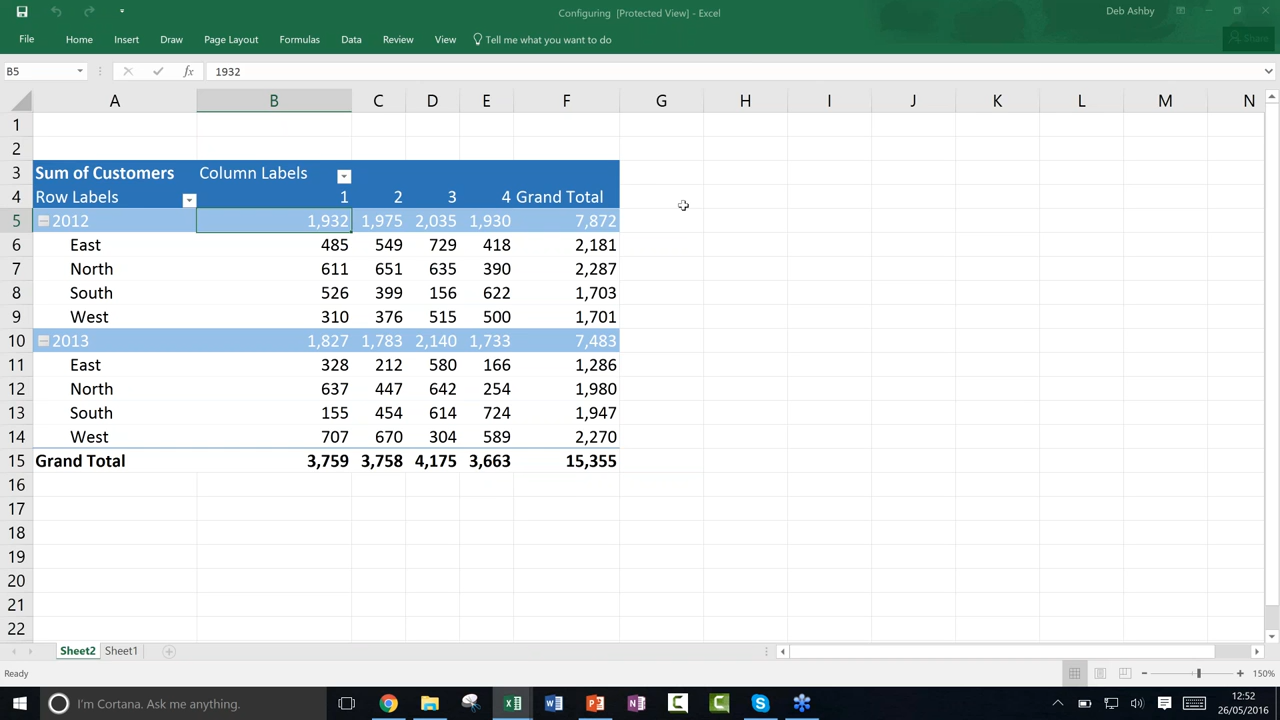 Configuring [Protected View] - Excel
Deb Ashby
File Home Insert Draw Page Layout Formulas Data Review View Tell me what you want to do Share
B5 fx 1932
A B C D E F G H I J K L M N
1
2
3 Sum of Customers Column Labels
4 Row Labels 1 2 3 4 Grand Total
5 2012 1,932 1,975 2,035 1,930 7,872
6 East 485 549 729 418 2,181
7 North 611 651 635 390 2,287
8 South 526 399 156 622 1,703
9 West 310 376 515 500 1,701
10 2013 1,827 1,783 2,140 1,733 7,483
11 East 328 212 580 166 1,286
12 North 637 447 642 254 1,980
13 South 155 454 614 724 1,947
14 West 707 670 304 589 2,270
15 Grand Total 3,759 3,758 4,175 3,663 15,355
16
17
18
19
20
21
22
Sheet2 Sheet1
Ready 150%
I'm Cortana. Ask me anything.
12:52
26/05/2016